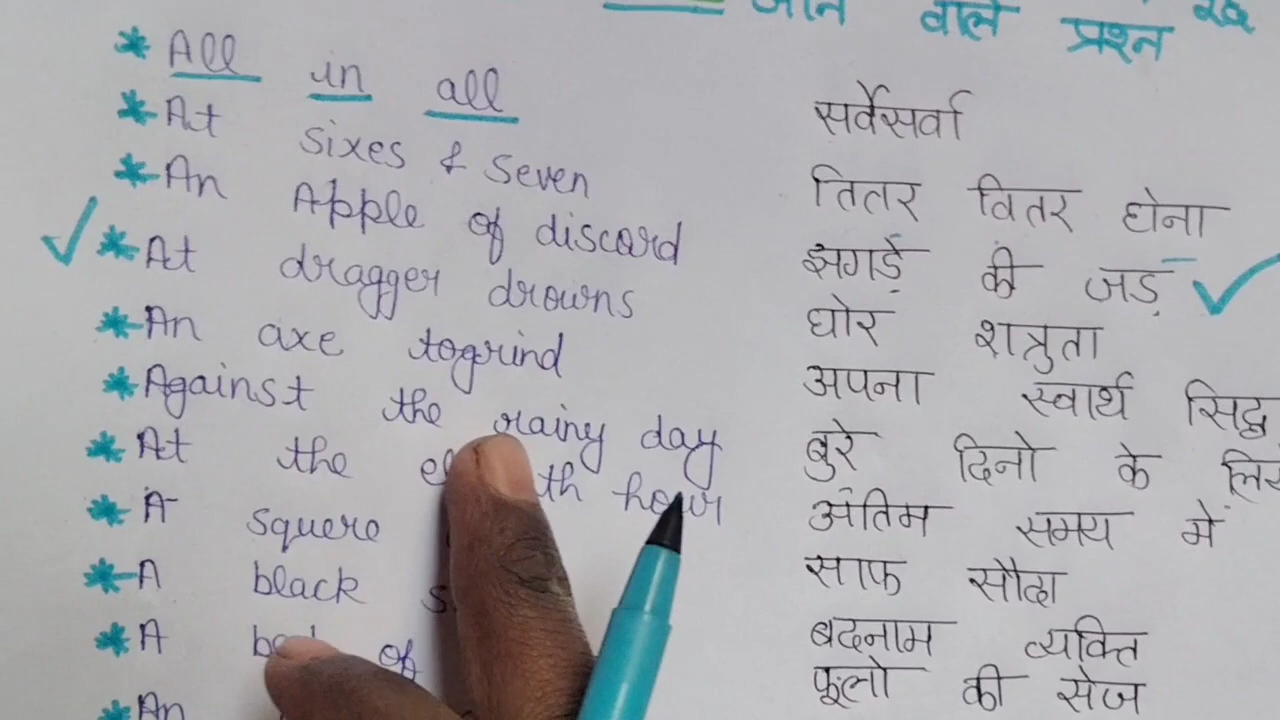 जाने वाले प्रश्न
* All in all सर्वेसर्वा
* At sixes & seven तितर वितर होना
* An Apple of discord झगड़े की जड़
* At dragger drowns घोर शत्रुता
* An axe togrind अपना स्वार्थ सिद्ध
* Against the rainy day बुरे दिनो के लिए
* At the hour अंतिम समय में
* A squere साफ सौदा
* A black बदनाम व्यक्ति
* A of फूलो की सेज
* An